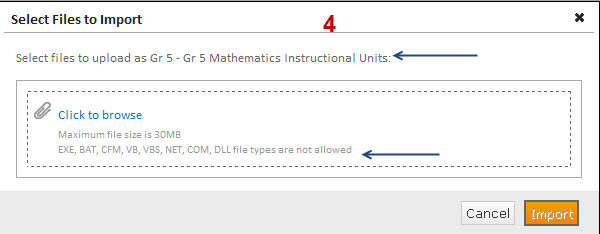 Select Files to Import
4
Select files to upload as Gr 5 - Gr 5 Mathematics Instructional Units:
Click to browse
Maximum file size is 30MB
EXE, BAT, CFM, VB, VBS, NET, COM, DLL file types are not allowed
Cancel
Import